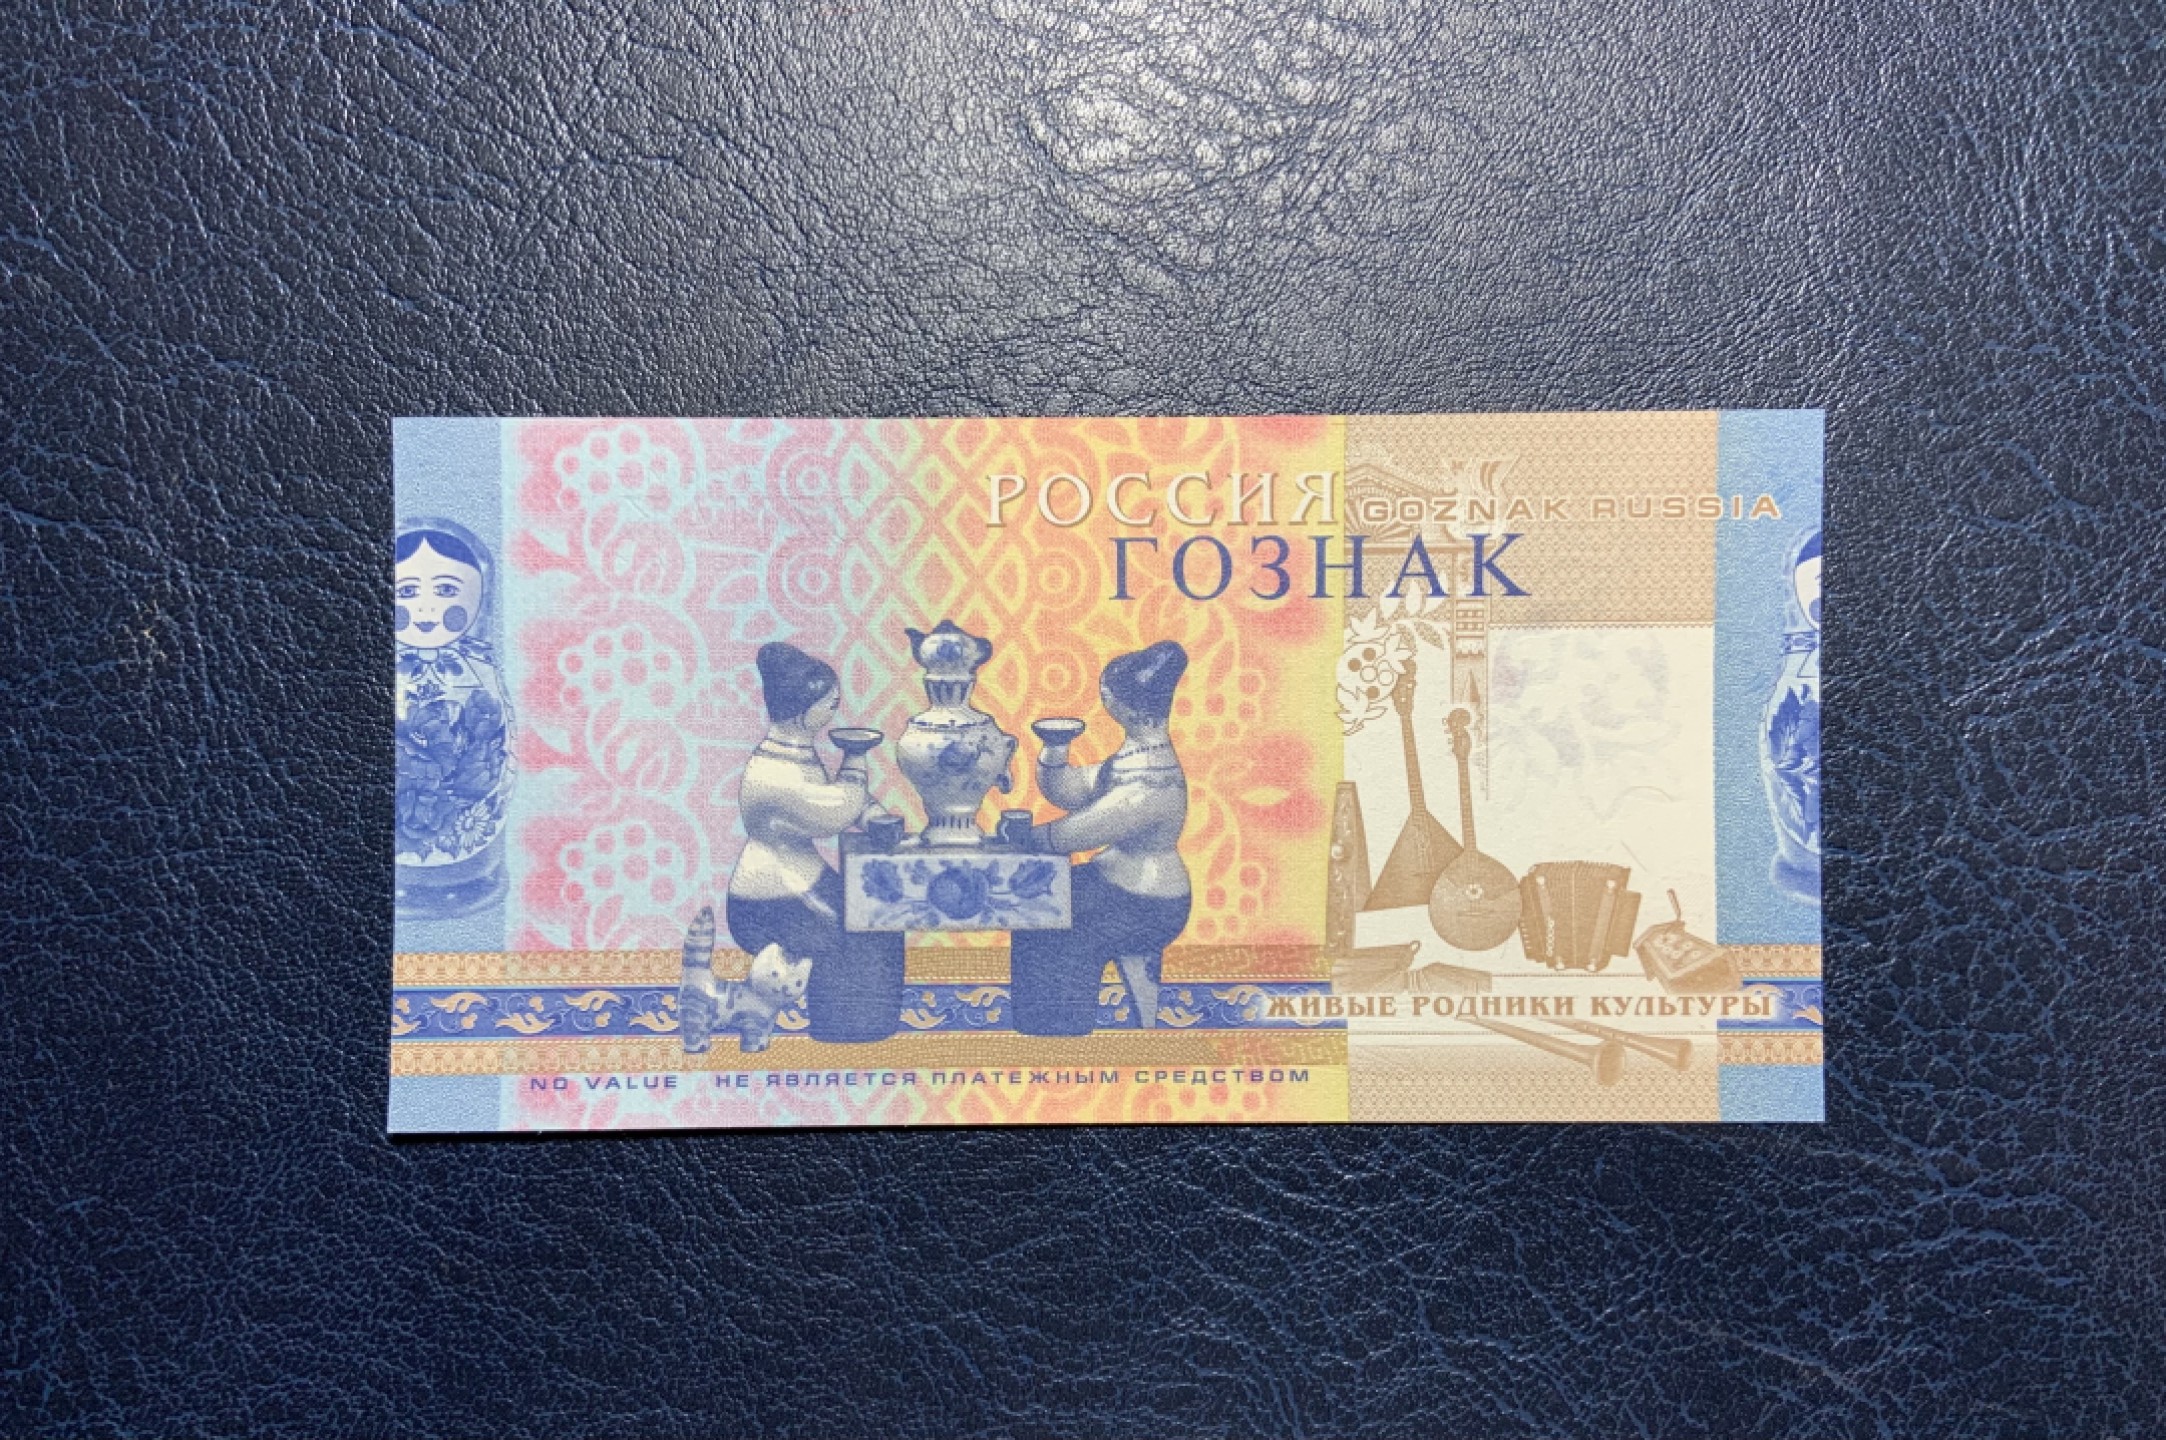 РОССИЯ GOZNAK RUSSIA
ГОЗНАК
ЖИВЫЕ РОДНИКИ КУЛЬТУРЫ
NO VALUE НЕ ЯВЛЯЕТСЯ ПЛАТЕЖНЫМ СРЕДСТВОМ